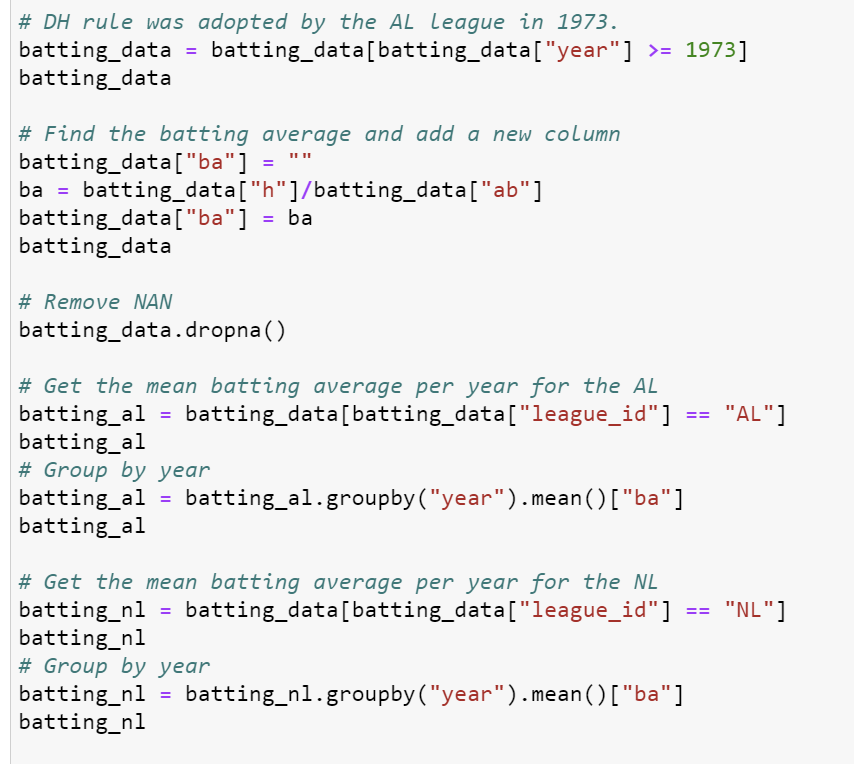 # DH rule was adopted by the AL league in 1973.
batting_data = batting_data[batting_data["year"] >= 1973]
batting_data
# Find the batting average and add a new column
batting_data["ba"] = ""
ba = batting_data["h"]/batting_data["ab"]
batting_data["ba"] = ba
batting_data
# Remove NAN
batting_data.dropna()
# Get the mean batting average per year for the AL
batting_al = batting_data[batting_data["league_id"] == "AL"]
batting_al
# Group by year
batting_al = batting_al.groupby("year").mean()["ba"]
batting_al
# Get the mean batting average per year for the NL
batting_nl = batting_data[batting_data["league_id"] == "NL"]
batting_nl
# Group by year
batting_nl = batting_nl.groupby("year").mean()["ba"]
batting_nl